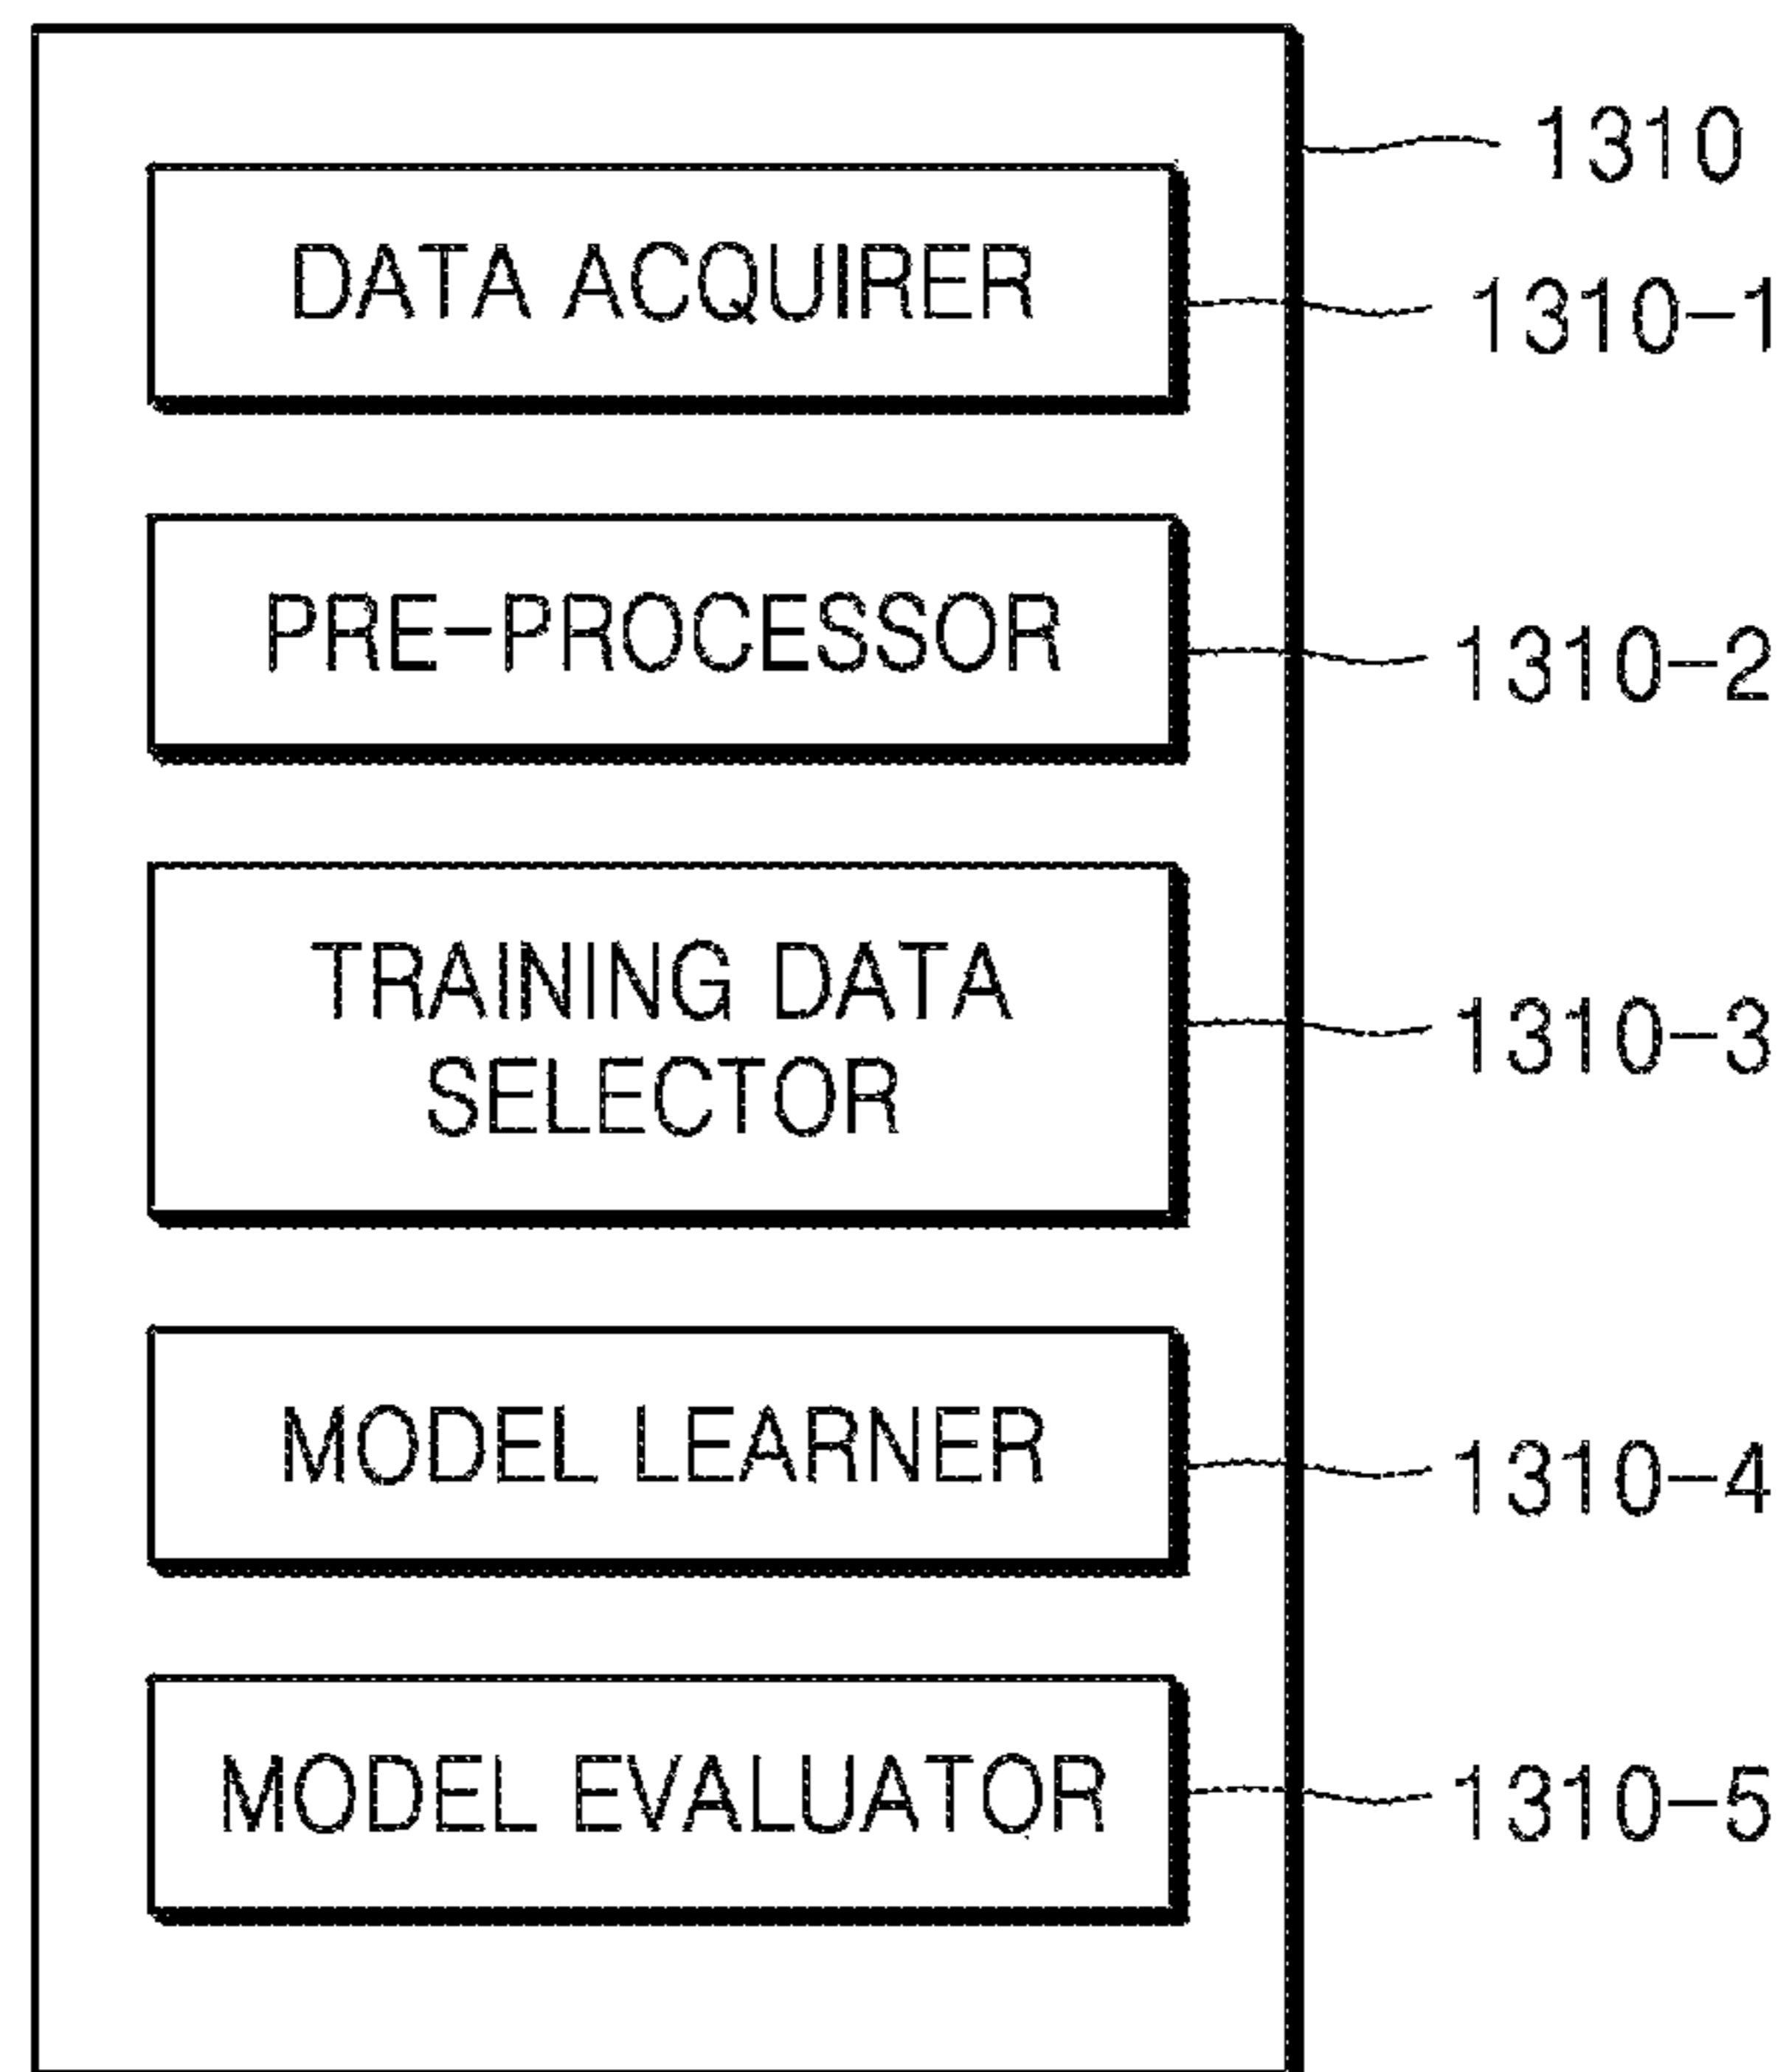 1310
DATA ACQUIRER
1310-1
PRE-PROCESSOR
1310-2
TRAINING DATA
SELECTOR
1310-3
MODEL LEARNER
1310-4
MODEL EVALUATOR
1310-5